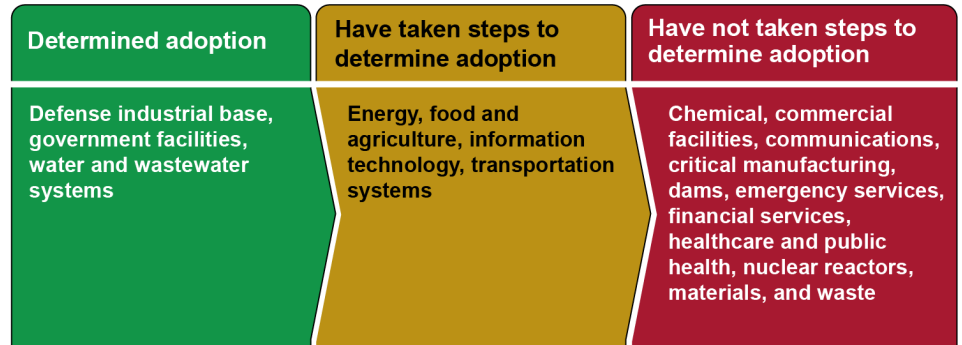 Determined adoption
Have taken steps to
determine adoption
Have not taken steps to
determine adoption
Defense industrial base,
government facilities,
water and wastewater
systems
Energy, food and
agriculture, information
technology, transportation
systems
Chemical, commercial
facilities, communications,
critical manufacturing,
dams, emergency services,
financial services,
healthcare and public
health, nuclear reactors,
materials, and waste